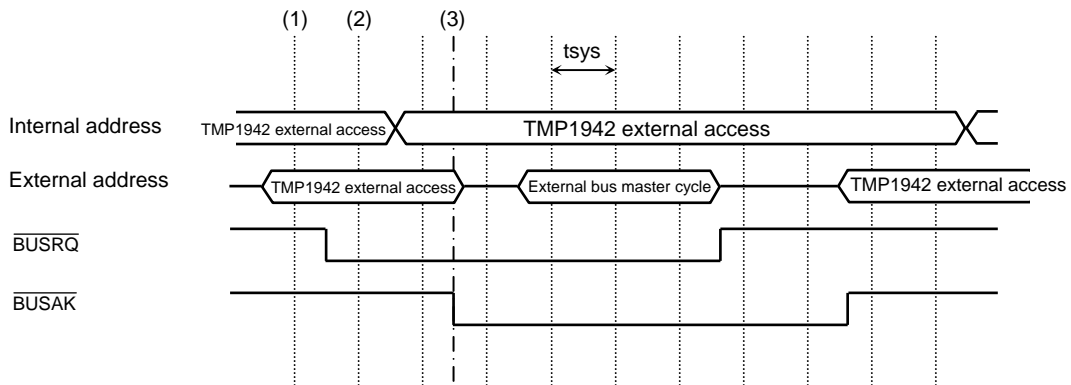 (1) (2) (3)
tsys
Internal address
TMP1942 external access
TMP1942 external access
External address
TMP1942 external access
External bus master cycle
TMP1942 external access
BUSRQ
BUSAK